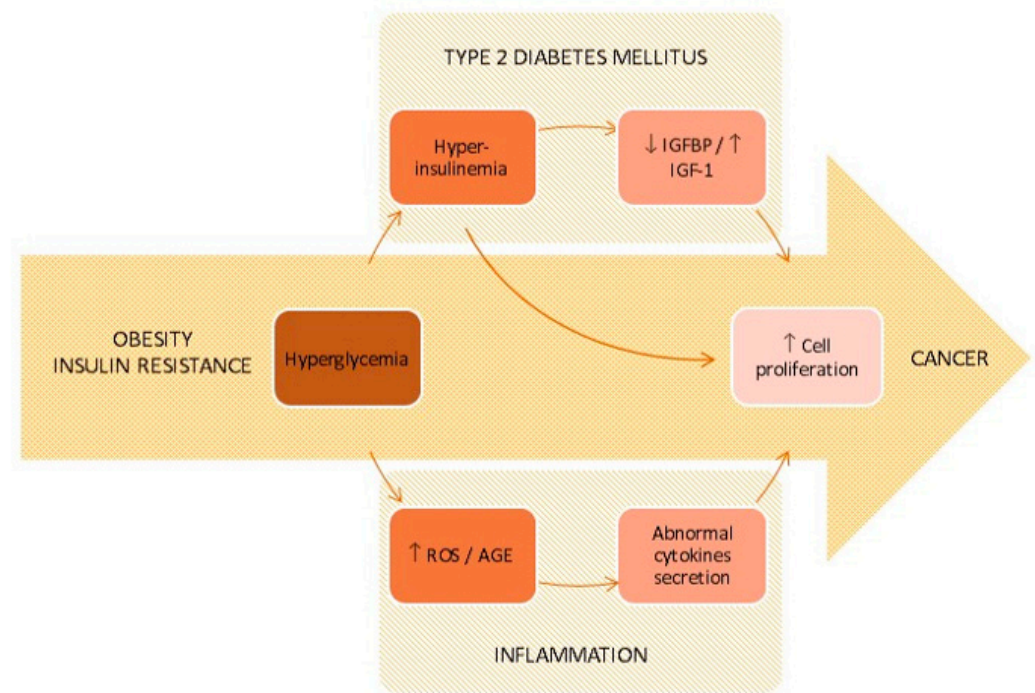 TYPE 2 DIABETES MELLITUS
Hyper-
insulinemia
↓ IGFBP / ↑
IGF-1
OBESITY
INSULIN RESISTANCE
Hyperglycemia
↑ Cell
proliferation
CANCER
↑ ROS / AGE
Abnormal
cytokines
secretion
INFLAMMATION